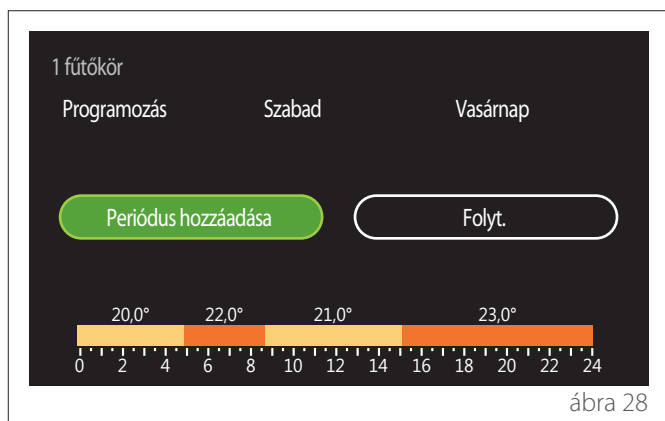 1 fűtőkör
Programozás Szabad Vasárnap
Periódus hozzáadása Folyt.
20,0° 22,0° 21,0° 23,0°
0 2 4 6 8 10 12 14 16 18 20 22 24
ábra 28